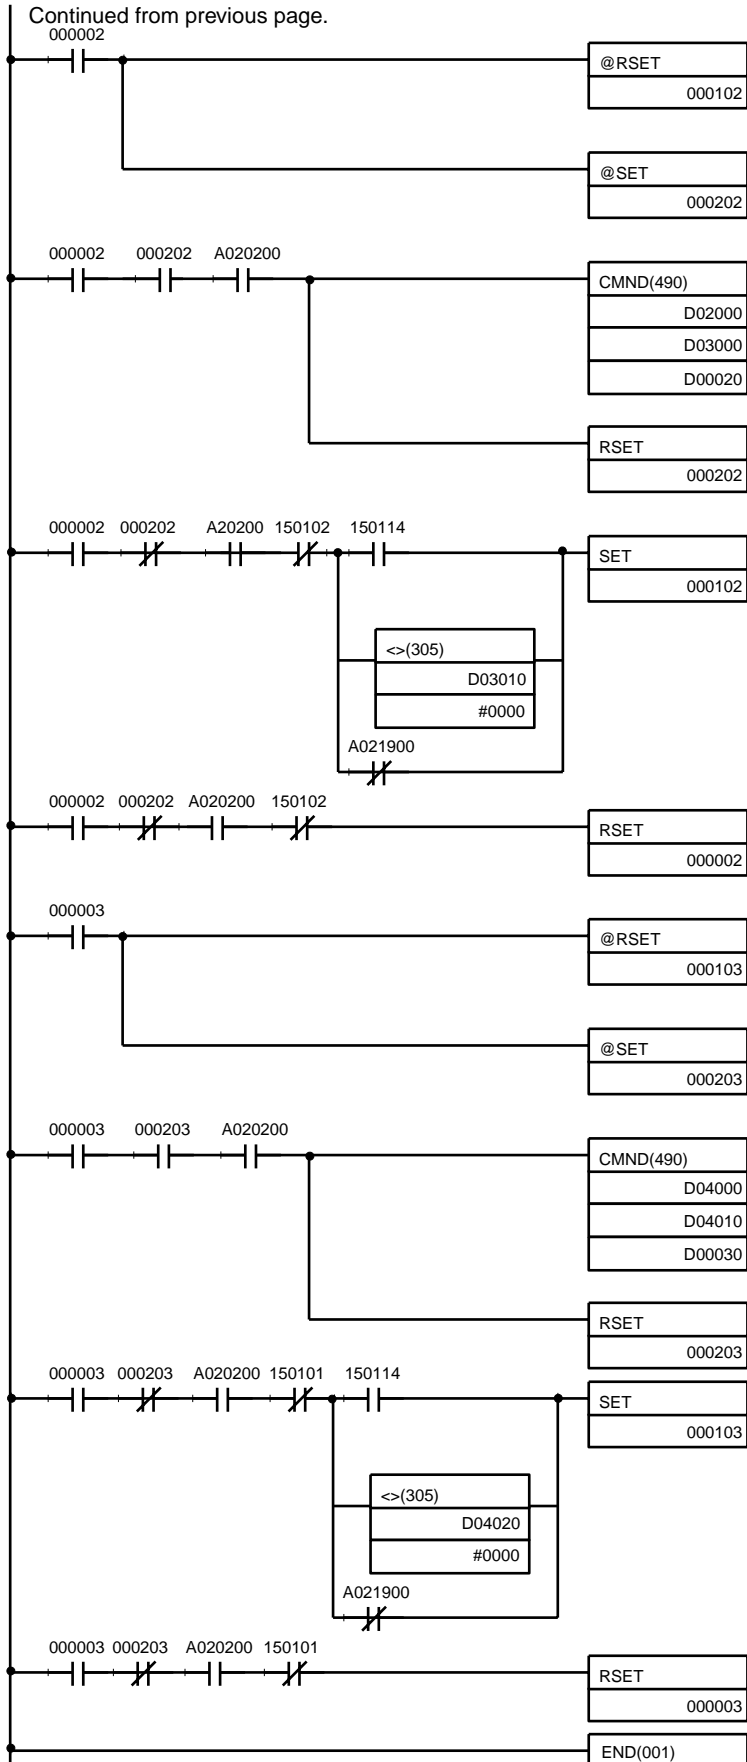 Continued from previous page.
000002
@RSET
000102
@SET
000202
000002 000202 A020200
CMND(490)
D02000
D03000
D00020
RSET
000202
000002 000202 A20200 150102 150114
SET
000102
<>(305)
D03010
#0000
A021900
000002 000202 A020200 150102
RSET
000002
000003
@RSET
000103
@SET
000203
000003 000203 A020200
CMND(490)
D04000
D04010
D00030
RSET
000203
000003 000203 A020200 150101 150114
SET
000103
<>(305)
D04020
#0000
A021900
000003 000203 A020200 150101
RSET
000003
END(001)